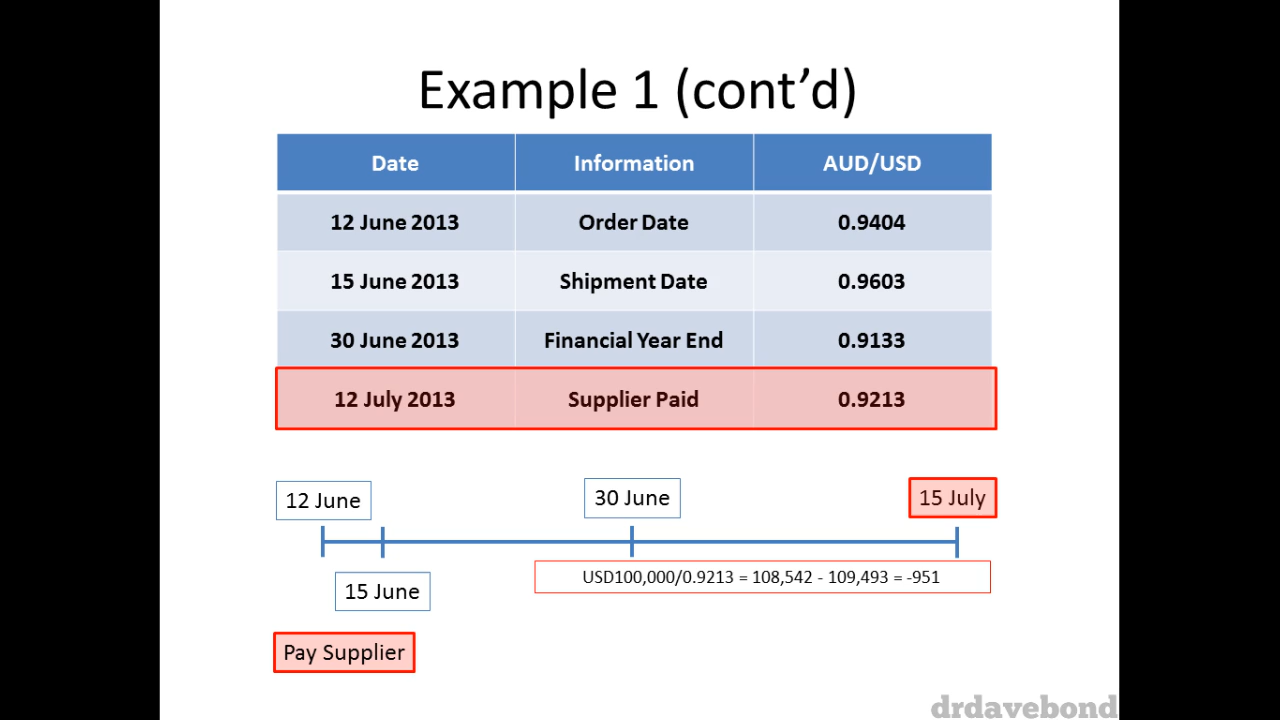 Example 1 (cont’d)
Date Information AUD/USD
12 June 2013 Order Date 0.9404
15 June 2013 Shipment Date 0.9603
30 June 2013 Financial Year End 0.9133
12 July 2013 Supplier Paid 0.9213
12 June 30 June 15 July
USD100,000/0.9213 = 108,542 - 109,493 = -951
15 June
Pay Supplier
drdavebond